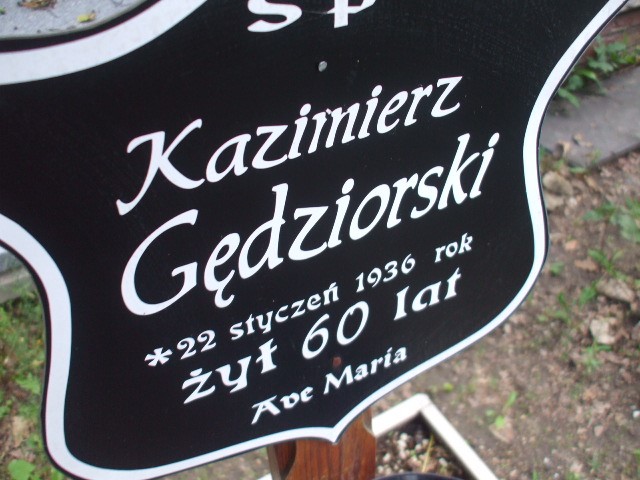 ś p
Kazimierz
Gędziorski
*22 styczeń 1936 rok
żył 60 lat
Ave Maria